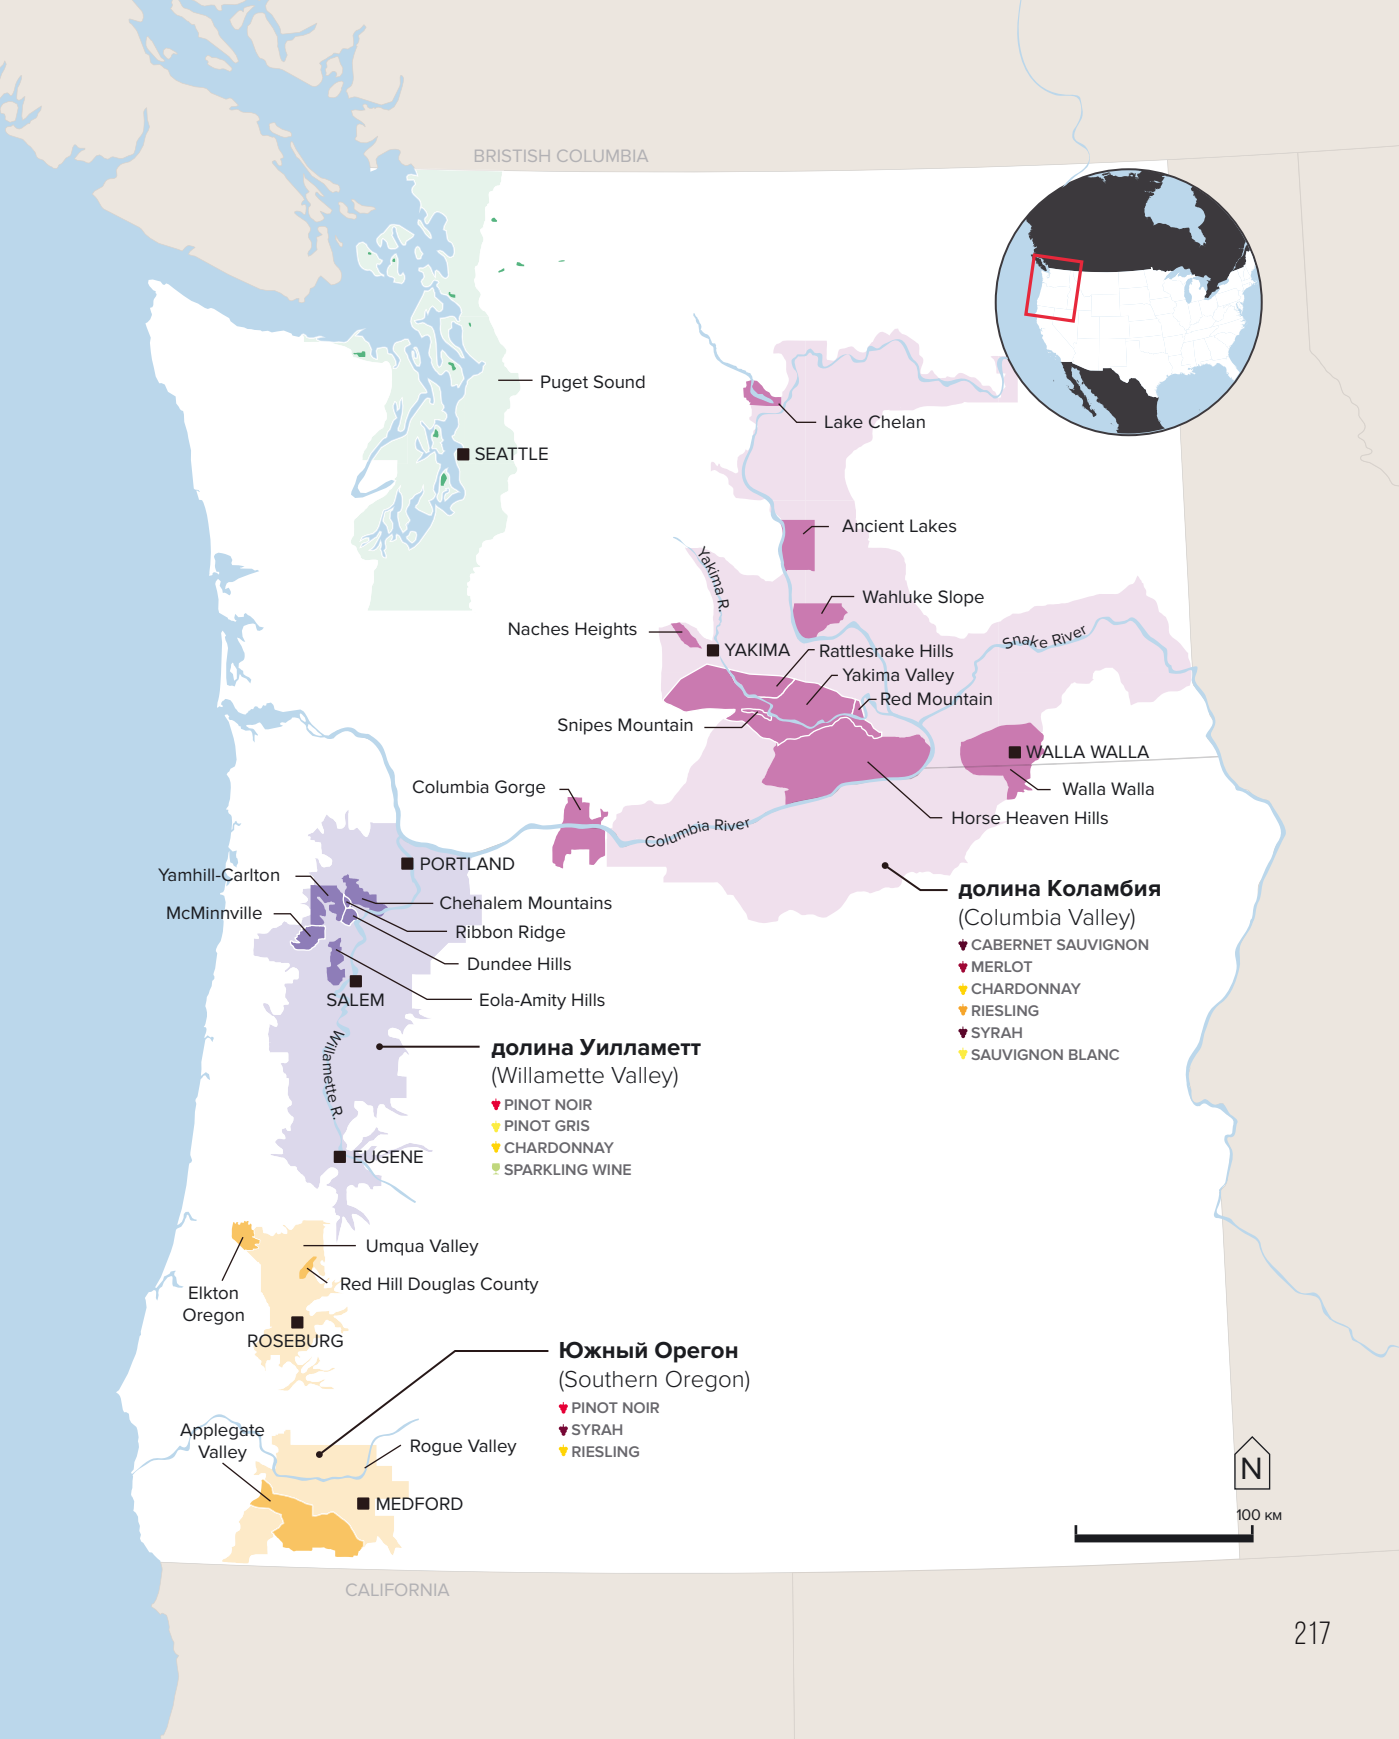 BRISTISH COLUMBIA
Puget Sound
SEATTLE
Lake Chelan
Ancient Lakes
Yakima R.
Wahluke Slope
Naches Heights
YAKIMA
Rattlesnake Hills
Snake River
Yakima Valley
Red Mountain
Snipes Mountain
WALLA WALLA
Columbia Gorge
Walla Walla
Horse Heaven Hills
Columbia River
PORTLAND
Yamhill-Carlton
Chehalem Mountains
McMinnville
Ribbon Ridge
Dundee Hills
SALEM
Eola-Amity Hills
долина Коламбия
(Columbia Valley)
CABERNET SAUVIGNON
MERLOT
CHARDONNAY
RIESLING
SYRAH
SAUVIGNON BLANC
Willamette R.
долина Уилламетт
(Willamette Valley)
PINOT NOIR
PINOT GRIS
CHARDONNAY
SPARKLING WINE
EUGENE
Umqua Valley
Red Hill Douglas County
Elkton
Oregon
ROSEBURG
Южный Орегон
(Southern Oregon)
PINOT NOIR
SYRAH
RIESLING
Applegate
Valley
Rogue Valley
MEDFORD
N
100 км
CALIFORNIA
217